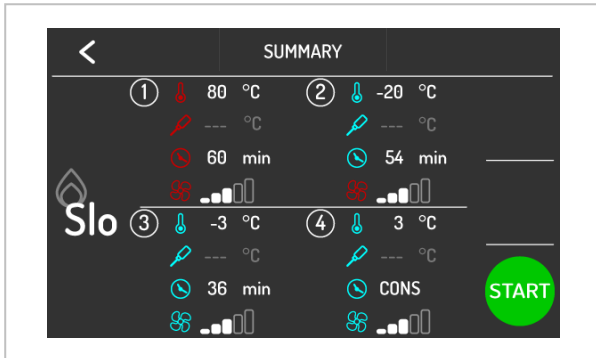 SUMMARY
1 80 °C 2 -20 °C
--- °C --- °C
60 min 54 min
Slo
3 -3 °C 4 3 °C
--- °C --- °C
36 min CONS
START